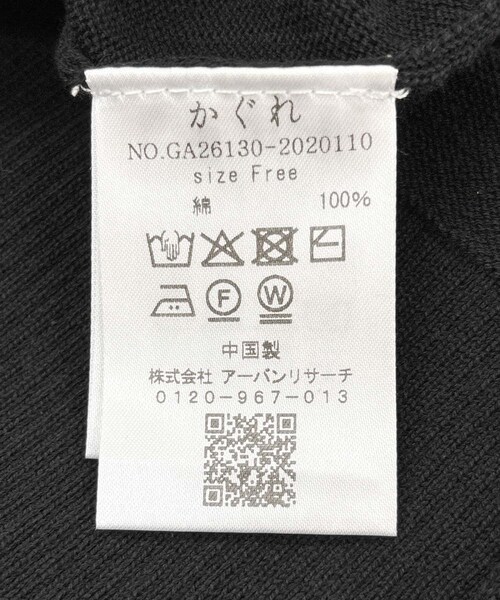 かぐれ
NO.GA26130-2020110
size Free
綿 100%
F W
中国製
株式会社 アーバンリサーチ
0120-967-013